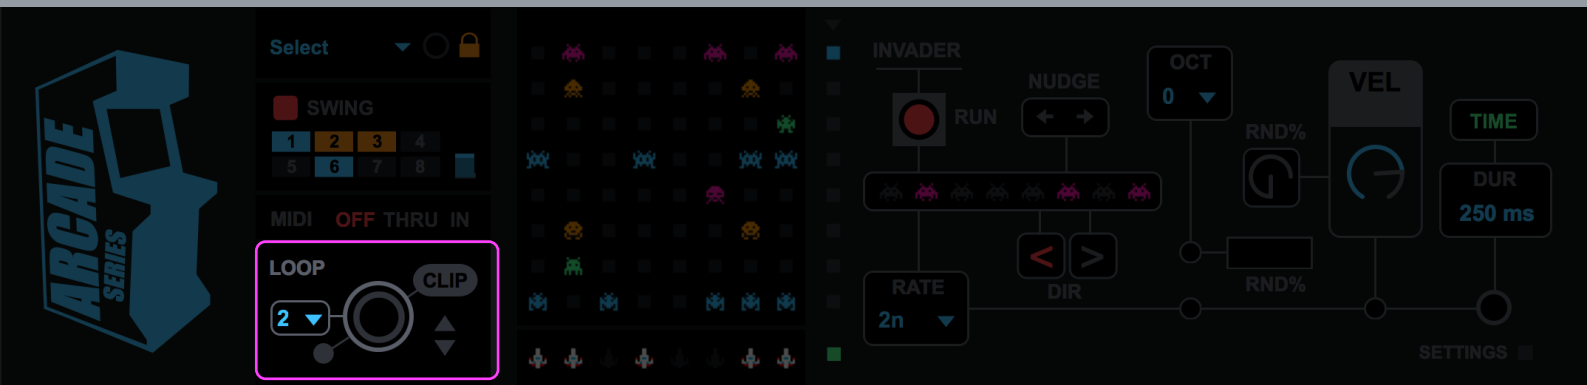 ARCADE
SERIES
Select
SWING
1 2 3 4
5 6 7 8
MIDI OFF THRU IN
LOOP
CLIP
2
INVADER
RUN
NUDGE
OCT
0
RND%
VEL
TIME
DUR
250 ms
< >
DIR
RND%
RATE
2n
SETTINGS